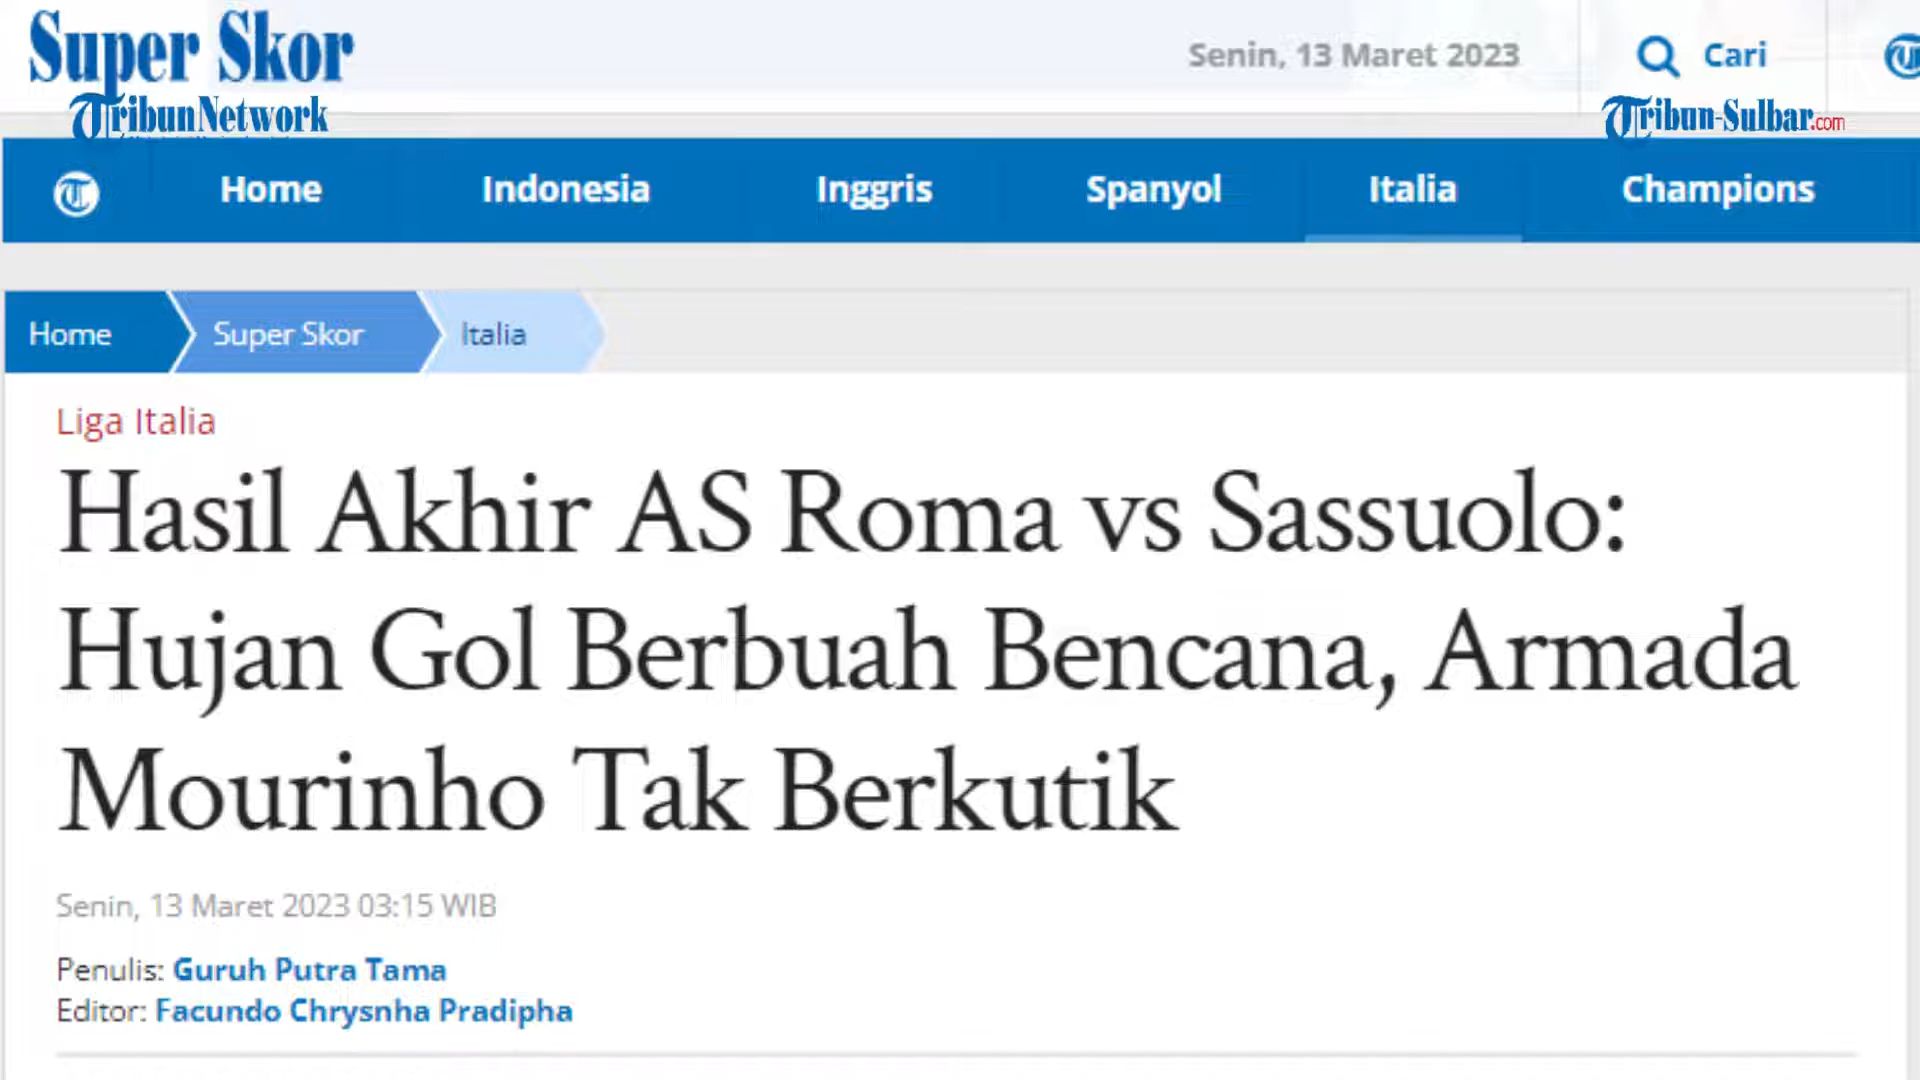 Super Skor
Senin, 13 Maret 2023
Cari
TribunNetwork
Tribun-Sulbar.com
Home
Indonesia
Inggris
Spanyol
Italia
Champions
Home
Super Skor
Italia
Liga Italia
Hasil Akhir AS Roma vs Sassuolo:
Hujan Gol Berbuah Bencana, Armada
Mourinho Tak Berkutik
Senin, 13 Maret 2023 03:15 WIB
Penulis: Guruh Putra Tama
Editor: Facundo Chrysnha Pradipha